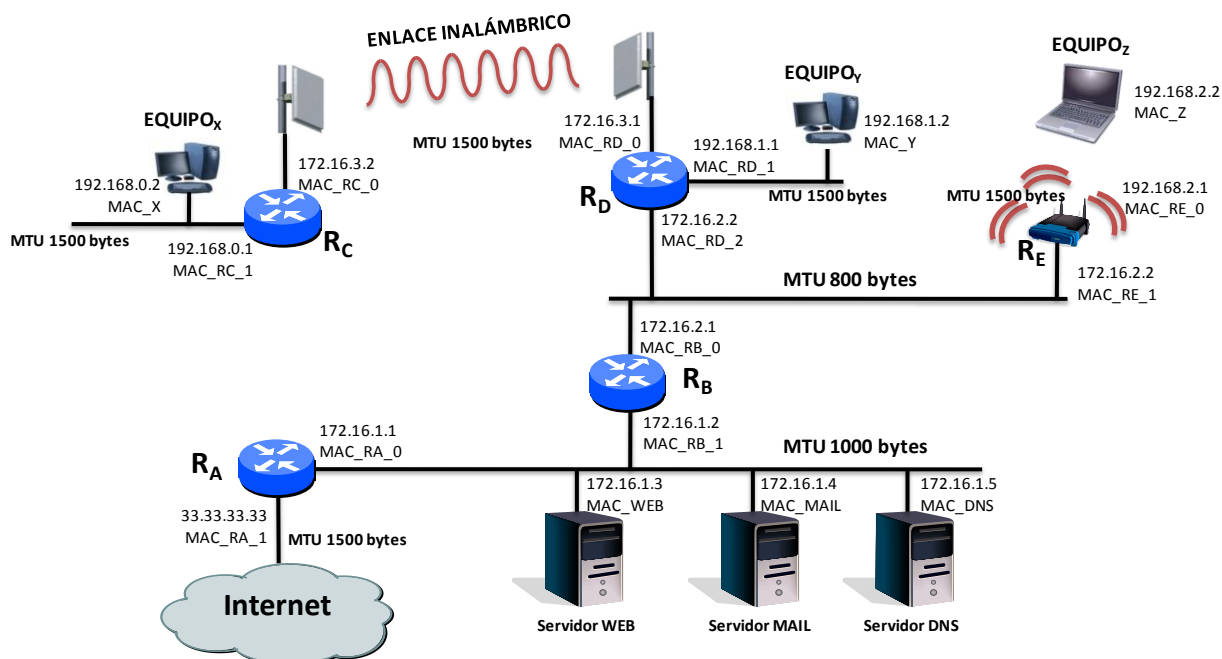 ENLACE INALÁMBRICO
EQUIPOZ
192.168.2.2
MAC_Z
EQUIPOY
192.168.1.2
MAC_Y
EQUIPOX
172.16.3.1
MAC_RD_0
MTU 1500 bytes
192.168.1.1
MAC_RD_1
MTU 1500 bytes
172.16.3.2
MAC_RC_0
192.168.0.2
MAC_X
MTU 1500 bytes
192.168.0.1
MAC_RC_1
RC
RD
172.16.2.2
MAC_RD_2
MTU 1500 bytes
192.168.2.1
MAC_RE_0
RE
172.16.2.2
MAC_RE_1
MTU 800 bytes
172.16.2.1
MAC_RB_0
RB
172.16.1.2
MAC_RB_1
MTU 1000 bytes
172.16.1.1
MAC_RA_0
RA
33.33.33.33
MAC_RA_1
MTU 1500 bytes
Internet
172.16.1.3
MAC_WEB
172.16.1.4
MAC_MAIL
172.16.1.5
MAC_DNS
Servidor WEB
Servidor MAIL
Servidor DNS